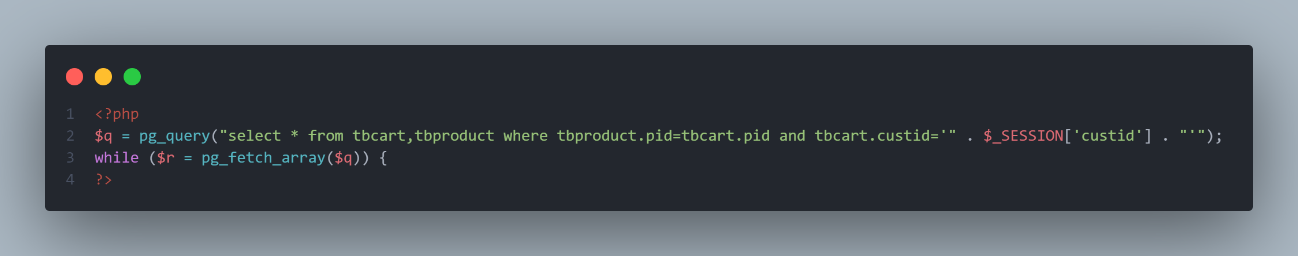 1 <?php
2 $q = pg_query("select * from tbcart,tbproduct where tbproduct.pid=tbcart.pid and tbcart.custid='" . $_SESSION['custid'] . "'");
3 while ($r = pg_fetch_array($q)) {
4 ?>